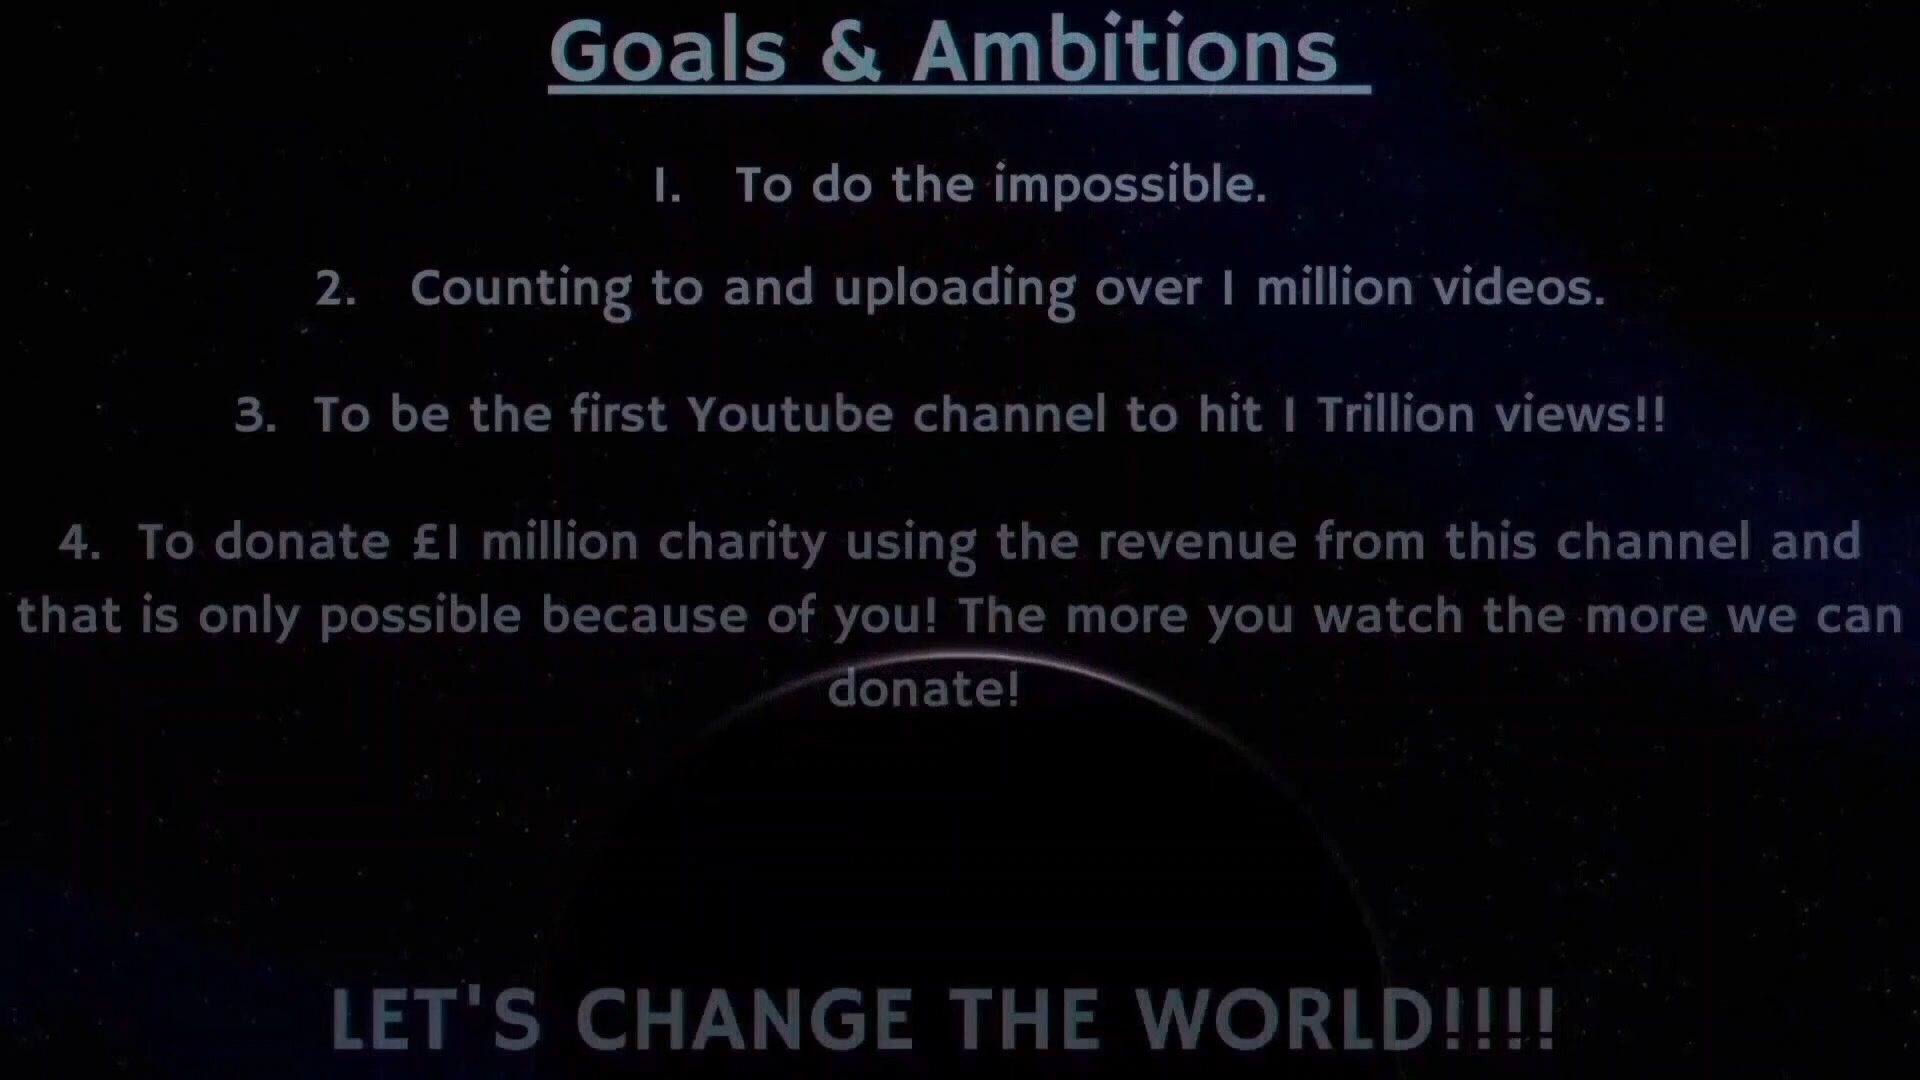 Goals & Ambitions
1. To do the impossible.
2. Counting to and uploading over 1 million videos.
3. To be the first Youtube channel to hit 1 Trillion views!!
4. To donate £1 million charity using the revenue from this channel and
that is only possible because of you! The more you watch the more we can
donate!
LET'S CHANGE THE WORLD!!!!